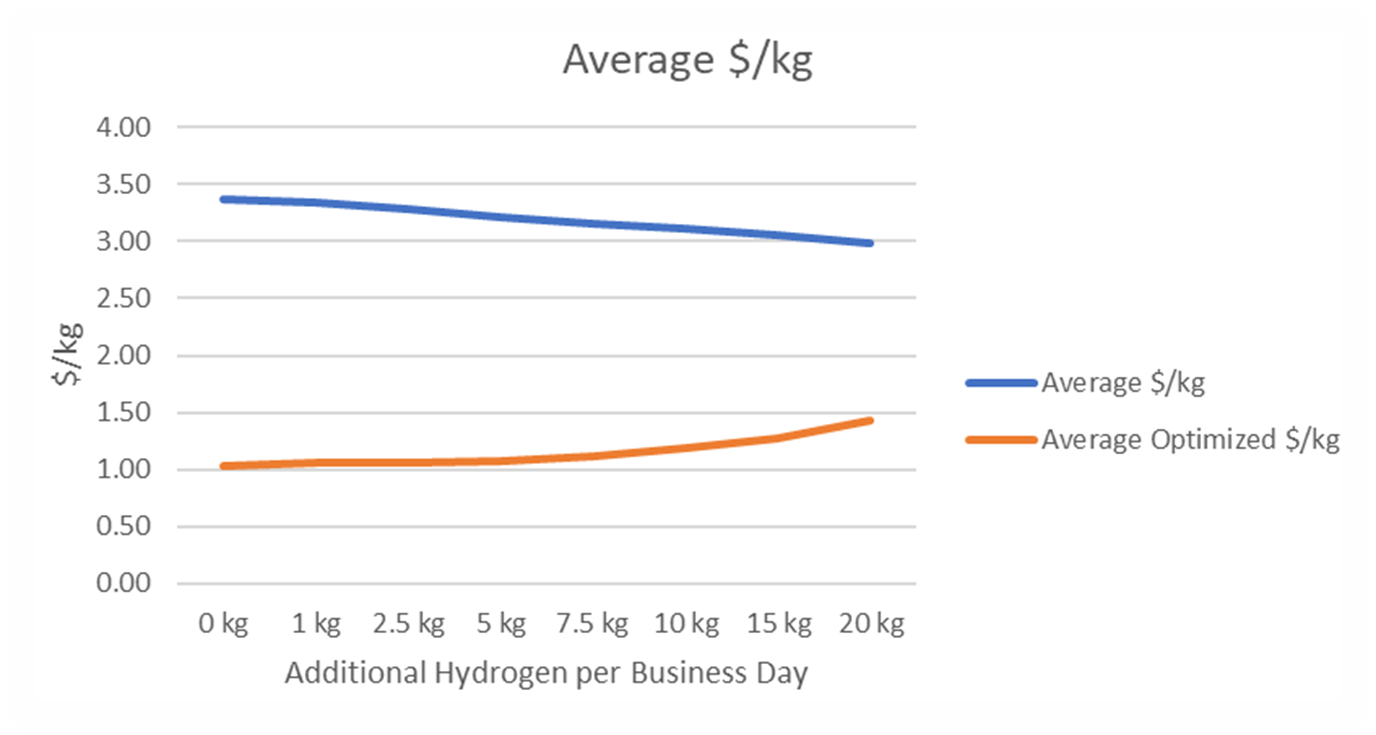 Average $/kg
4.00
3.50
3.00
2.50
2.00
1.50
1.00
0.50
0.00
$/kg
0 kg 1 kg 2.5 kg 5 kg 7.5 kg 10 kg 15 kg 20 kg
Additional Hydrogen per Business Day
Average $/kg
Average Optimized $/kg